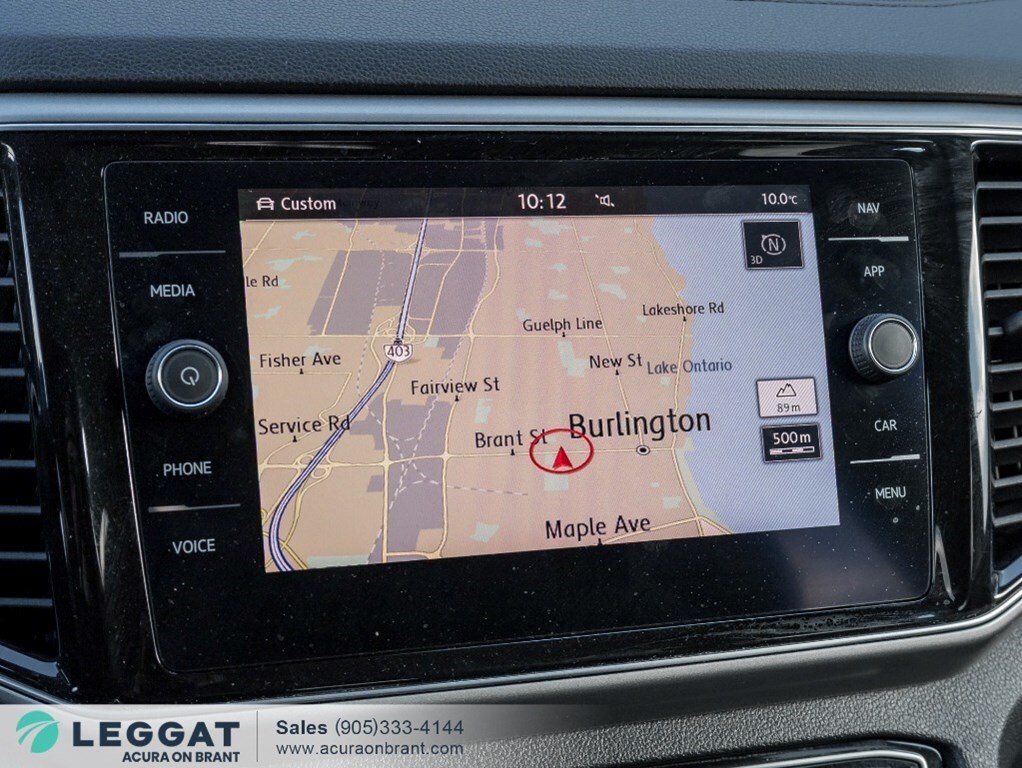 Custom 10:12 10.0°C
RADIO
NAV
MEDIA
APP
3D N
le Rd
Lakeshore Rd
Guelph Line
403
Fisher Ave
New St
Lake Ontario
Fairview St
89m
Service Rd
Burlington
Brant St
500m
CAR
PHONE
MENU
Maple Ave
VOICE
LEGGAT
ACURA ON BRANT
Sales (905)333-4144
www.acuraonbrant.com